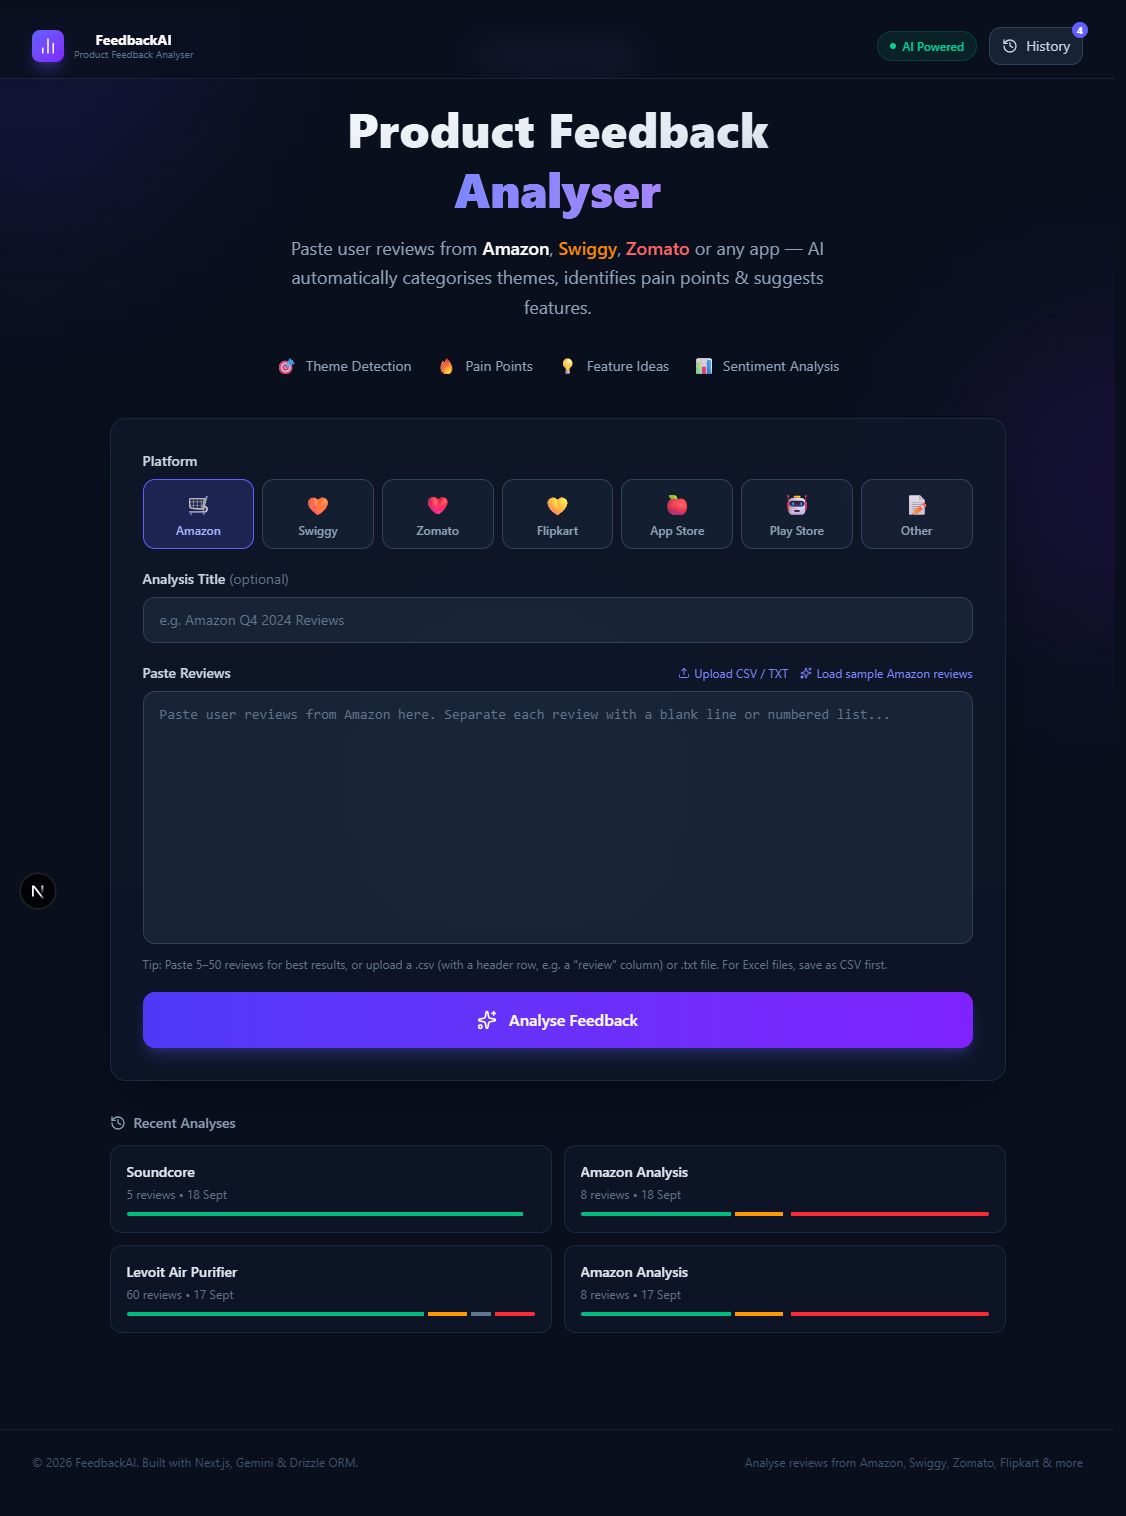 FeedbackAI
Product Feedback Analyser
AI Powered
History
4
Product Feedback
Analyser
Paste user reviews from Amazon, Swiggy, Zomato or any app — AI
automatically categorises themes, identifies pain points & suggests
features.
Theme Detection
Pain Points
Feature Ideas
Sentiment Analysis
Platform
Amazon
Swiggy
Zomato
Flipkart
App Store
Play Store
Other
Analysis Title (optional)
e.g. Amazon Q4 2024 Reviews
Paste Reviews
Upload CSV / TXT
Load sample Amazon reviews
Paste user reviews from Amazon here. Separate each review with a blank line or numbered list...
N
Tip: Paste 5–50 reviews for best results, or upload a .csv (with a header row, e.g. a "review" column) or .txt file. For Excel files, save as CSV first.
Analyse Feedback
Recent Analyses
Soundcore
5 reviews • 18 Sept
Amazon Analysis
8 reviews • 18 Sept
Levoit Air Purifier
60 reviews • 17 Sept
Amazon Analysis
8 reviews • 17 Sept
© 2026 FeedbackAI. Built with Next.js, Gemini & Drizzle ORM.
Analyse reviews from Amazon, Swiggy, Zomato, Flipkart & more